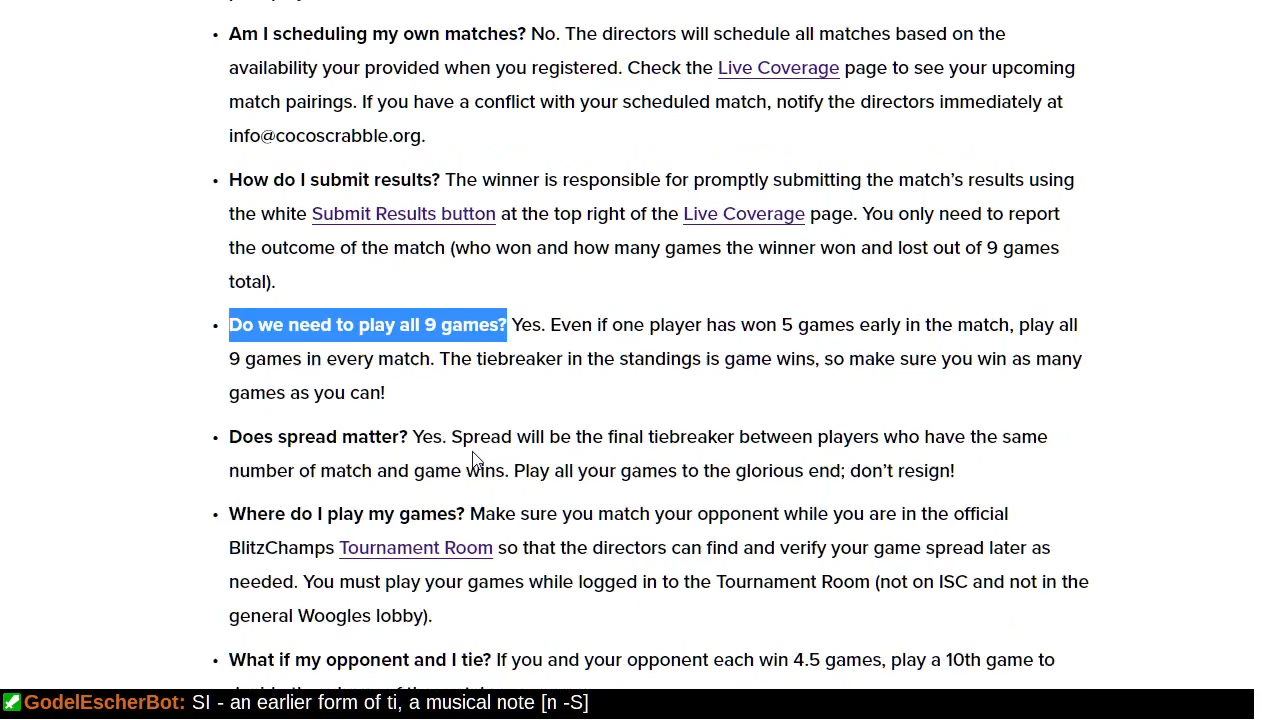 • Am I scheduling my own matches? No. The directors will schedule all matches based on the
availability your provided when you registered. Check the Live Coverage page to see your upcoming
match pairings. If you have a conflict with your scheduled match, notify the directors immediately at
info@cocoscrabble.org.
• How do I submit results? The winner is responsible for promptly submitting the match’s results using
the white Submit Results button at the top right of the Live Coverage page. You only need to report
the outcome of the match (who won and how many games the winner won and lost out of 9 games
total).
• Do we need to play all 9 games? Yes. Even if one player has won 5 games early in the match, play all
9 games in every match. The tiebreaker in the standings is game wins, so make sure you win as many
games as you can!
• Does spread matter? Yes. Spread will be the final tiebreaker between players who have the same
number of match and game wins. Play all your games to the glorious end; don’t resign!
• Where do I play my games? Make sure you match your opponent while you are in the official
BlitzChamps Tournament Room so that the directors can find and verify your game spread later as
needed. You must play your games while logged in to the Tournament Room (not on ISC and not in the
general Woogles lobby).
• What if my opponent and I tie? If you and your opponent each win 4.5 games, play a 10th game to
GodelEscherBot: SI - an earlier form of ti, a musical note [n -S]